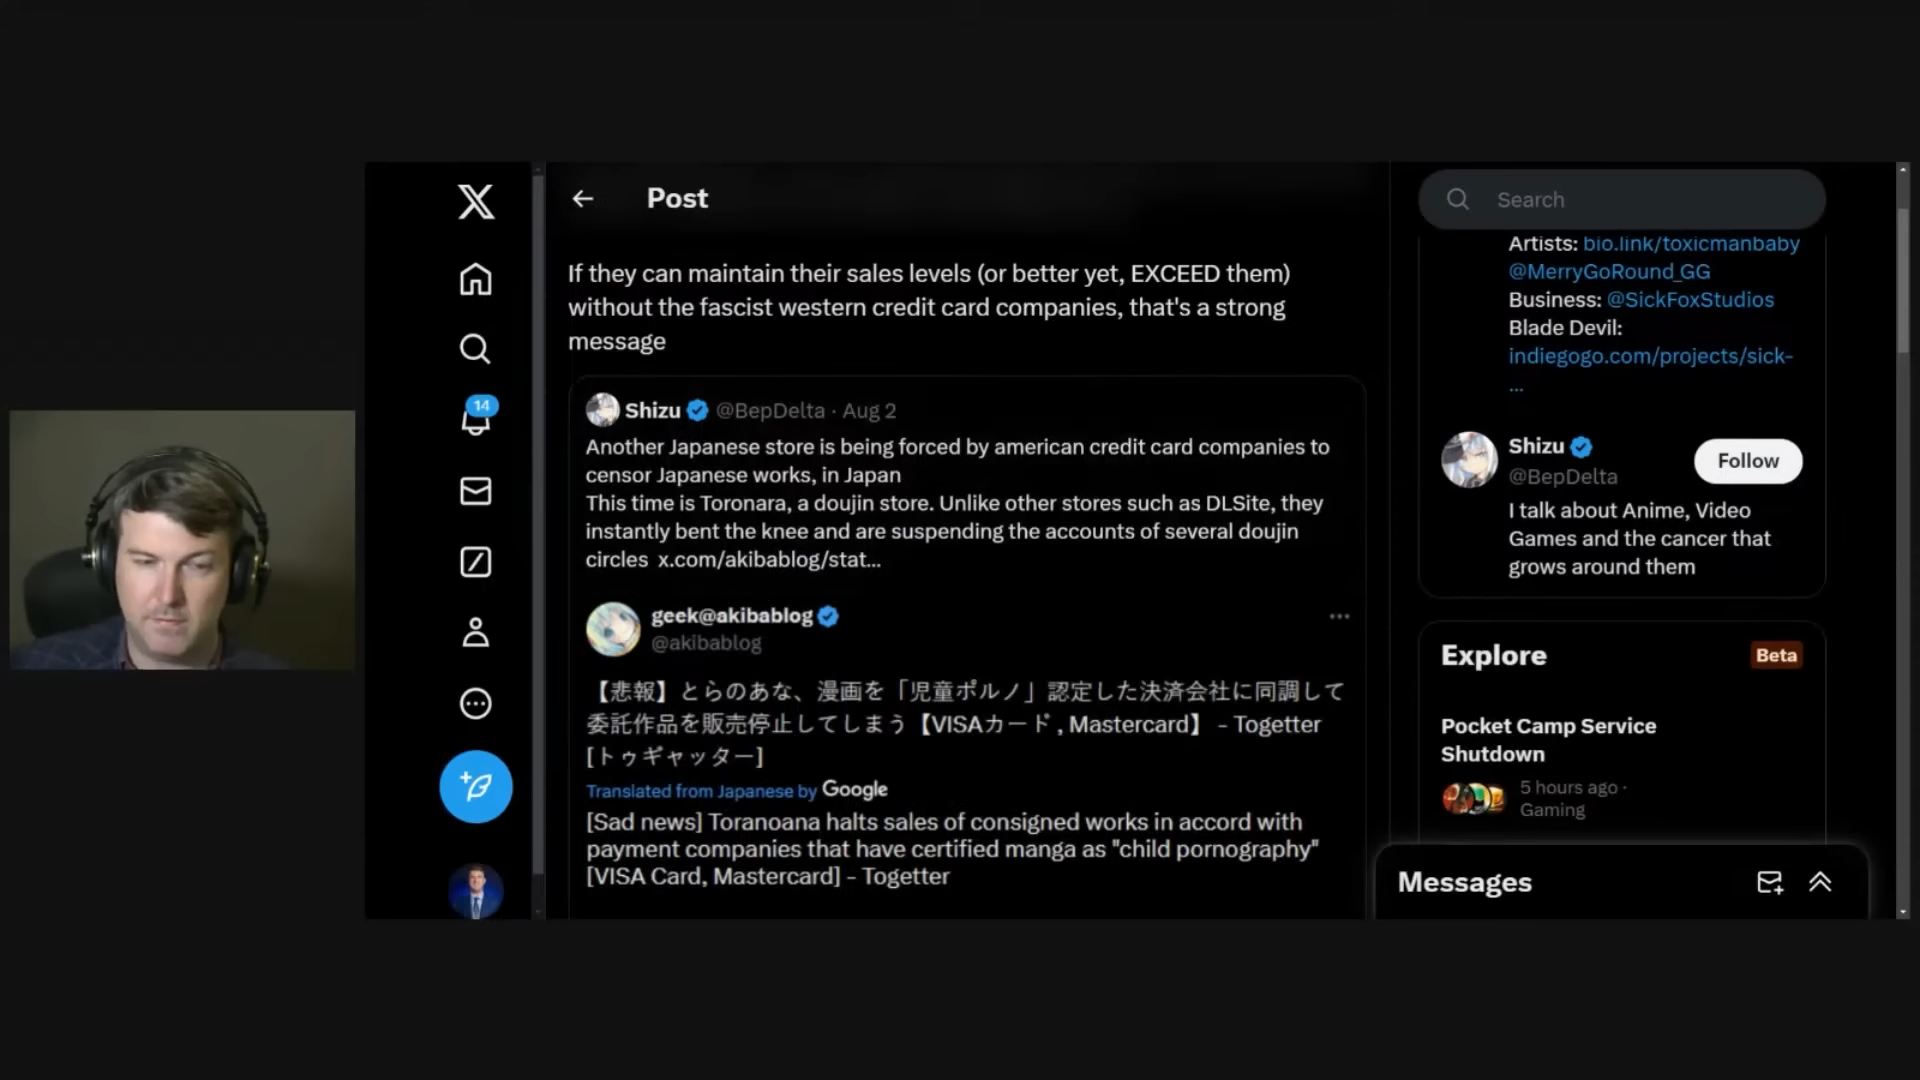 Post
If they can maintain their sales levels (or better yet, EXCEED them)
without the fascist western credit card companies, that's a strong
message
Shizu @BepDelta · Aug 2
Another Japanese store is being forced by american credit card companies to
censor Japanese works, in Japan
This time is Toronara, a doujin store. Unlike other stores such as DLSite, they
instantly bent the knee and are suspending the accounts of several doujin
circles x.com/akibablog/stat...
geek@akibablog
@akibablog
【悲報】とらのあな、漫画を「児童ポルノ」認定した決済会社に同調して
委託作品を販売停止してしまう【VISAカード , Mastercard】 - Togetter
[トゥギャッター]
Translated from Japanese by Google
[Sad news] Toranoana halts sales of consigned works in accord with
payment companies that have certified manga as "child pornography"
[VISA Card, Mastercard] - Togetter
14
Search
Artists: bio.link/toxicmanbaby
@MerryGoRound_GG
Business: @SickFoxStudios
Blade Devil:
indiegogo.com/projects/sick-
...
Shizu
@BepDelta
Follow
I talk about Anime, Video
Games and the cancer that
grows around them
Explore
Beta
Pocket Camp Service
Shutdown
5 hours ago ·
Gaming
Messages